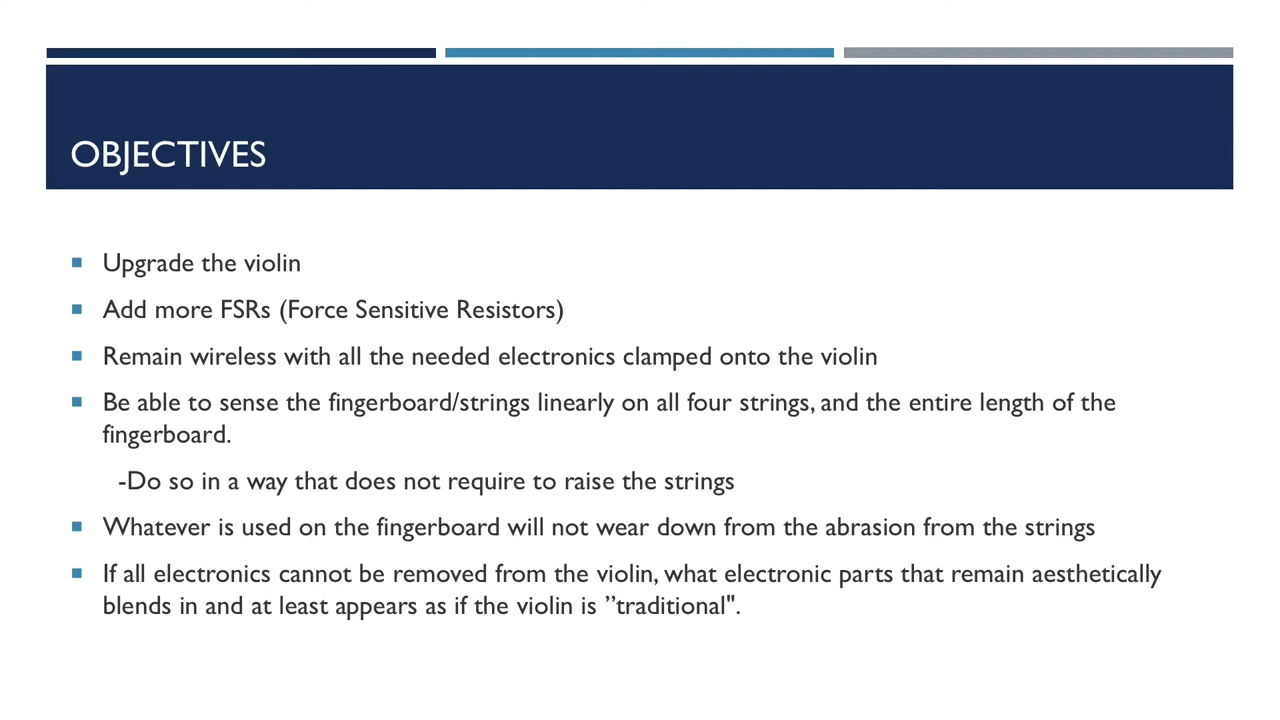 OBJECTIVES
Upgrade the violin
Add more FSRs (Force Sensitive Resistors)
Remain wireless with all the needed electronics clamped onto the violin
Be able to sense the fingerboard/strings linearly on all four strings, and the entire length of the
fingerboard.
-Do so in a way that does not require to raise the strings
Whatever is used on the fingerboard will not wear down from the abrasion from the strings
If all electronics cannot be removed from the violin, what electronic parts that remain aesthetically
blends in and at least appears as if the violin is ”traditional".